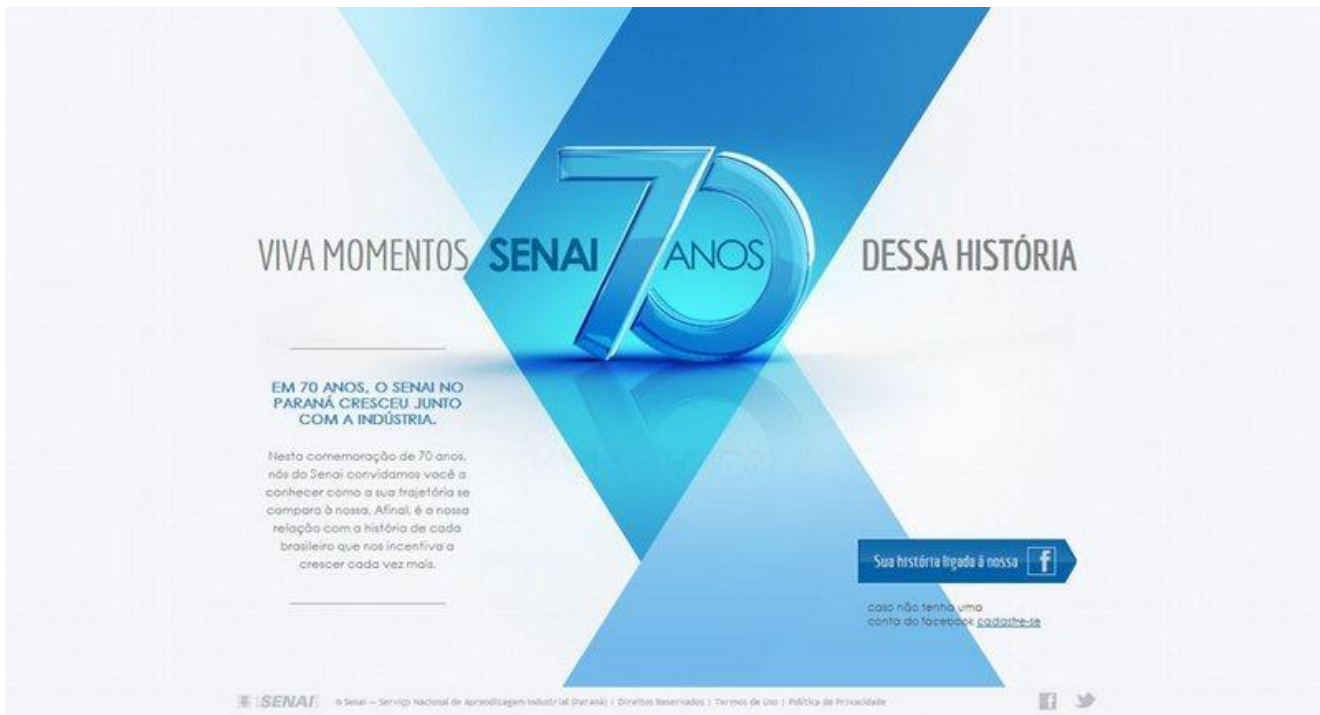 VIVA MOMENTOS SENAI 70 ANOS DESSA HISTÓRIA
EM 70 ANOS, O SENAI NO
PARANÁ CRESCEU JUNTO
COM A INDÚSTRIA.
Nesta comemoração de 70 anos,
nós do Senai convidamos você a
conhecer como a sua trajetória se
compara à nossa. Afinal, é a nossa
relação com a história de cada
brasileiro que nos incentiva a
crescer cada vez mais.
Sua história ligada à nossa f
caso não tenha uma
conta do facebook cadastre-se
SENAI © Senai — Serviço Nacional de Aprendizagem Industrial (Paraná) | Direitos Reservados | Termos de Uso | Política de Privacidade